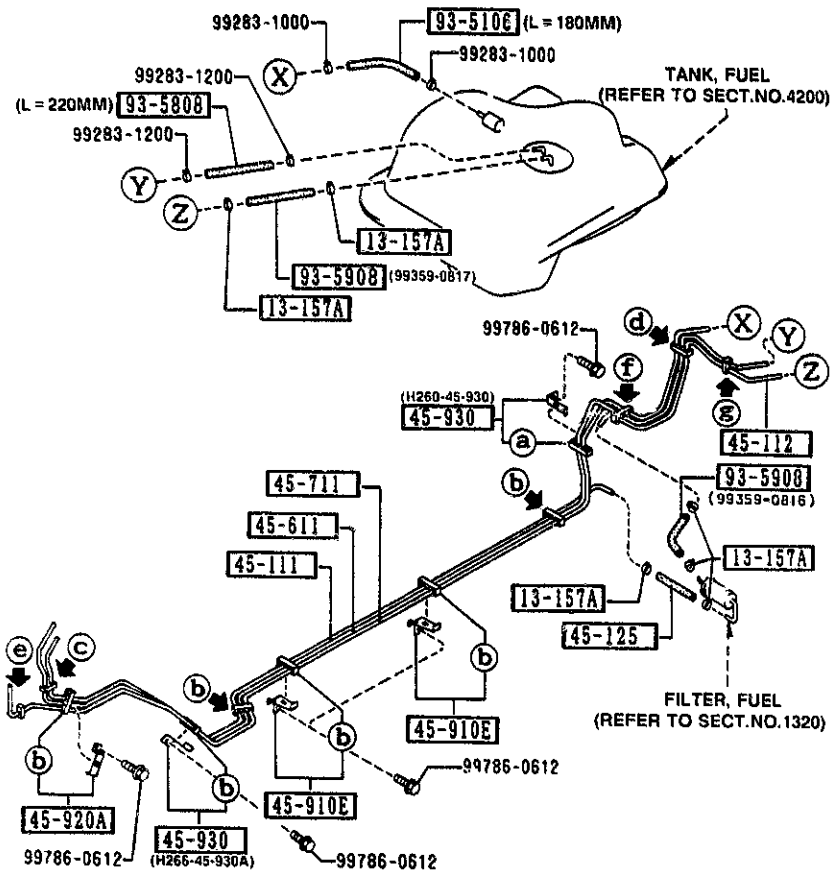 99283-1000
93-5106 (L = 180MM)
99283-1000
X
99283-1200
TANK, FUEL
(REFER TO SECT.NO.4200)
(L = 220MM) 93-5808
99283-1200
Y
Z
13-157A
93-5908 (99359-0817)
13-157A
99786-0612
d
X
Y
f
Z
(H260-45-930)
45-930
g
a
45-112
45-711
b
93-5908
(99359-0816)
45-611
45-111
13-157A
13-157A
45-125
e
c
b
b
FILTER, FUEL
(REFER TO SECT.NO.1320)
45-910E
b
b
b
99786-0612
45-920A
45-910E
45-930
(H266-45-930A)
99786-0612
99786-0612